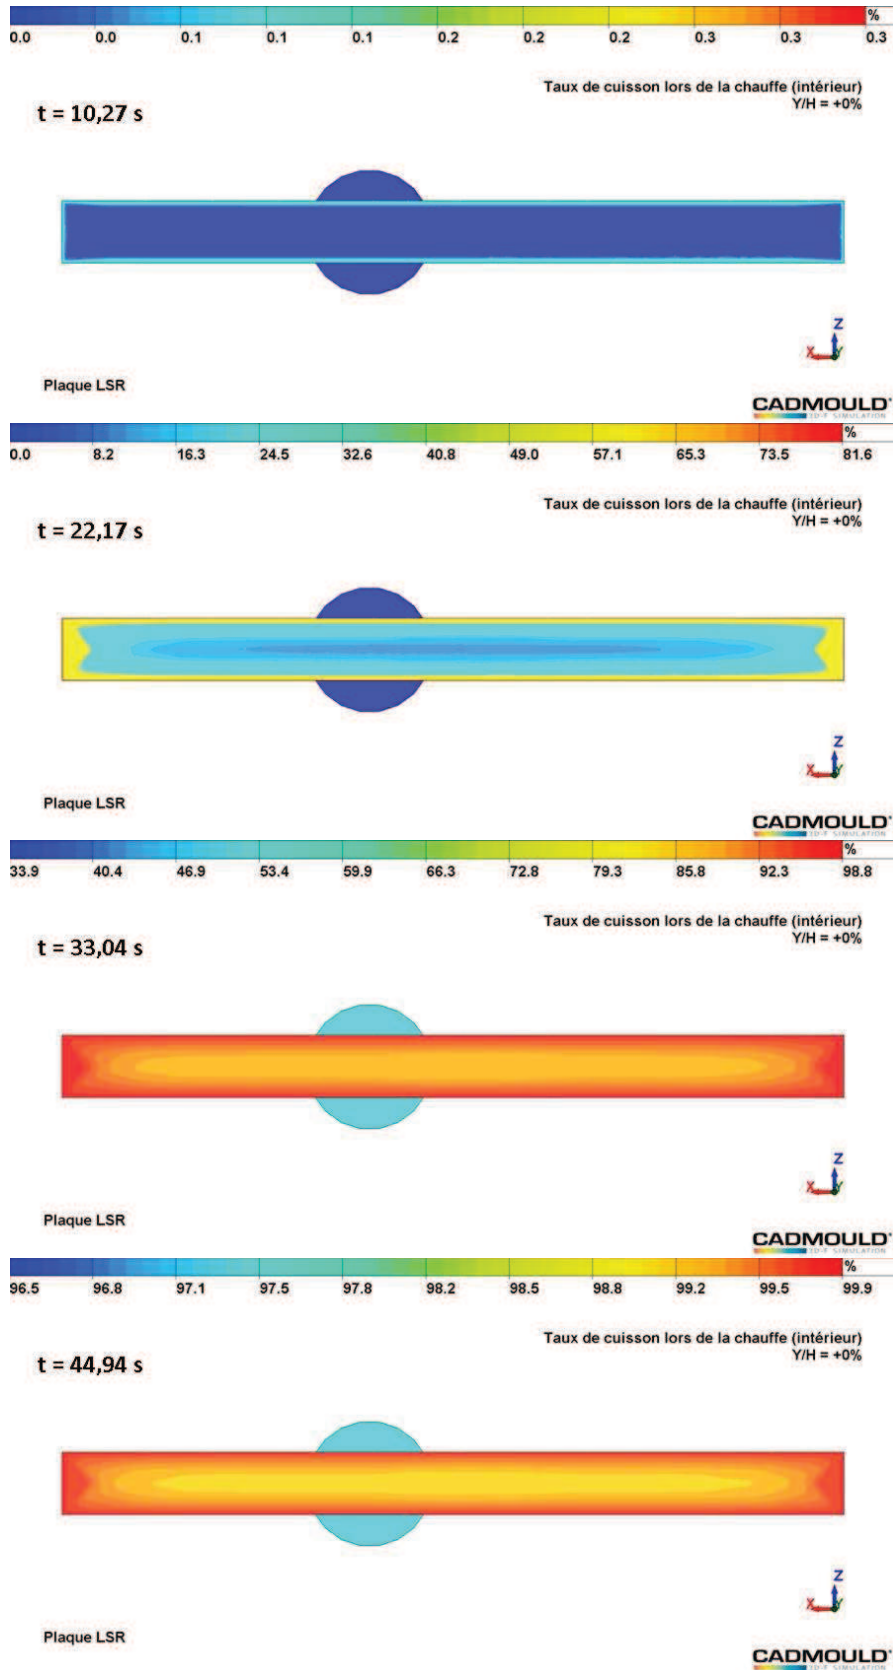 %
0.0 0.0 0.1 0.1 0.1 0.2 0.2 0.2 0.3 0.3 0.3
Taux de cuisson lors de la chauffe (intérieur)
Y/H = +0%
t = 10,27 s
Z
X Y
Plaque LSR
CADMOULD
3D-F SIMULATION
%
0.0 8.2 16.3 24.5 32.6 40.8 49.0 57.1 65.3 73.5 81.6
Taux de cuisson lors de la chauffe (intérieur)
Y/H = +0%
t = 22,17 s
Z
X Y
Plaque LSR
CADMOULD
3D-F SIMULATION
%
33.9 40.4 46.9 53.4 59.9 66.3 72.8 79.3 85.8 92.3 98.8
Taux de cuisson lors de la chauffe (intérieur)
Y/H = +0%
t = 33,04 s
Z
X Y
Plaque LSR
CADMOULD
3D-F SIMULATION
%
96.5 96.8 97.1 97.5 97.8 98.2 98.5 98.8 99.2 99.5 99.9
Taux de cuisson lors de la chauffe (intérieur)
Y/H = +0%
t = 44,94 s
Z
X Y
Plaque LSR
CADMOULD